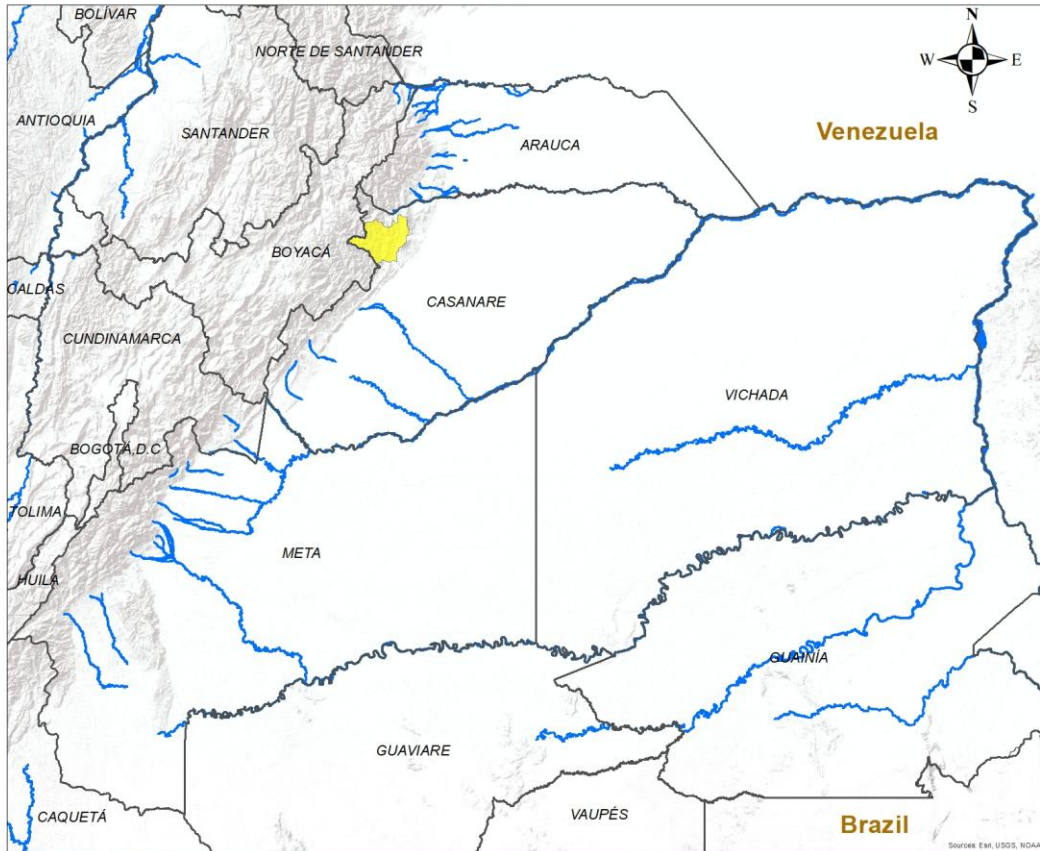 BOLÍVAR
NORTE DE SANTANDER
N
W
E
S
ANTIOQUIA
SANTANDER
ARAUCA
Venezuela
BOYACÁ
CALDAS
CASANARE
CUNDINAMARCA
VICHADA
BOGOTÁ,D.C
TOLIMA
META
HUILA
GUAINÍA
GUAVIARE
CAQUETÁ
VAUPÉS
Brazil
Sources: Esri, USGS, NOAA